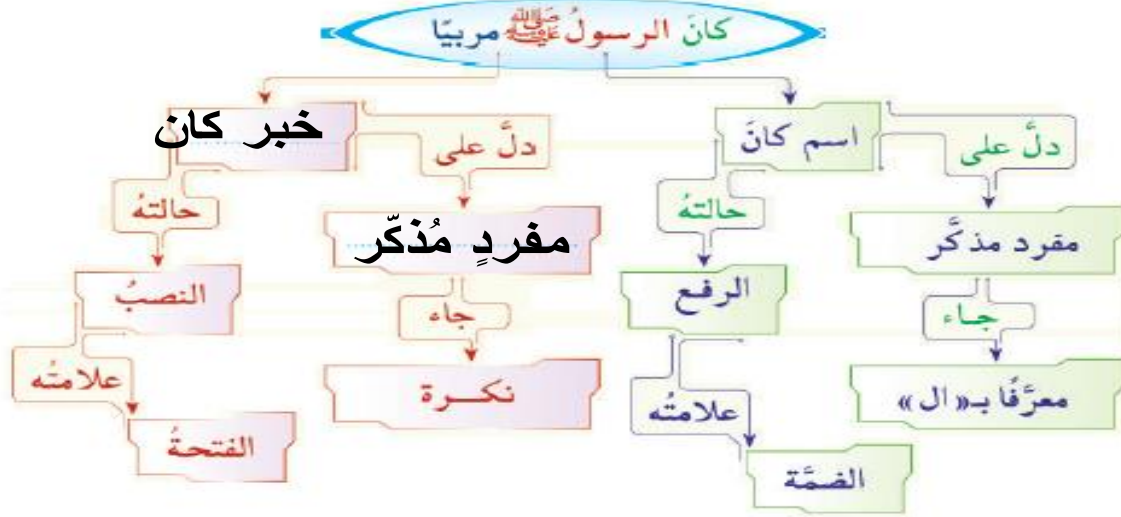 كانَ الرسولُ ﷺ مربيًا
اسم كانَ
دلَّ على
مفرد مذكَّر
جاء
معرَّفًا بـ«ال»
حالتهُ
الرفع
علامتُه
الضمَّة
خبر كان
دلَّ على
مفردٍ مُذكّر
جاء
نكـرة
حالتهُ
النصبُ
علامتُه
الفتحةُ